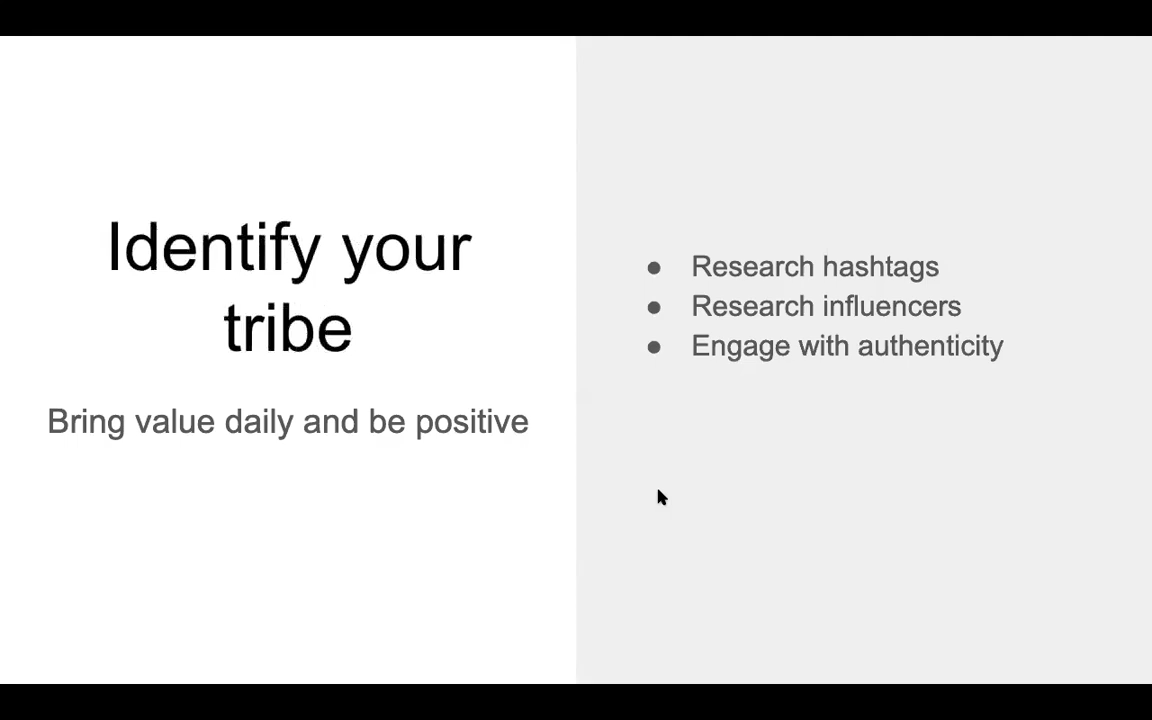 Identify your
tribe
Bring value daily and be positive
● Research hashtags
● Research influencers
● Engage with authenticity